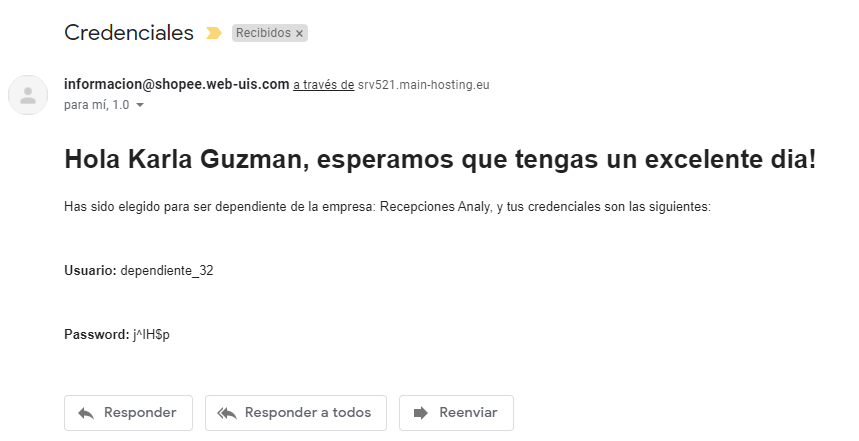 Credenciales Recibidos ×
informacion@shopee.web-uis.com a través de srv521.main-hosting.eu
para mí, 1.0
Hola Karla Guzman, esperamos que tengas un excelente dia!
Has sido elegido para ser dependiente de la empresa: Recepciones Analy, y tus credenciales son las siguientes:
Usuario: dependiente_32
Password: j^IH$p
Responder Responder a todos Reenviar